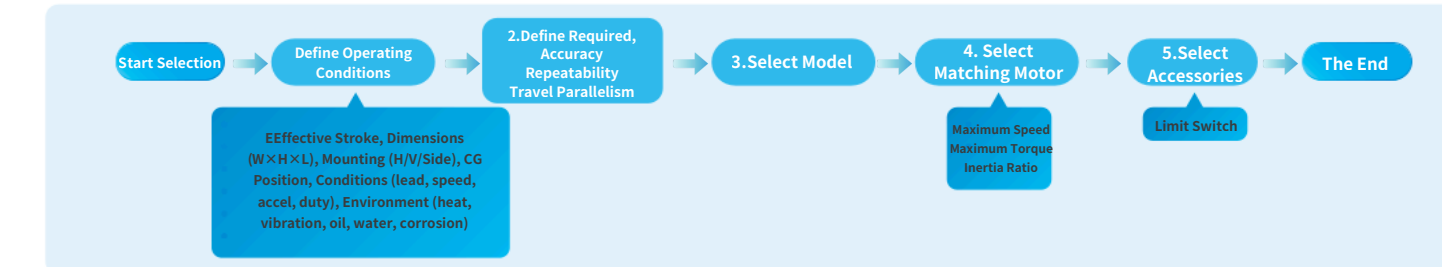 Start Selection
Define Operating
Conditions
2.Define Required,
Accuracy
Repeatability
Travel Parallelism
3.Select Model
4. Select
Matching Motor
5.Select
Accessories
The End
EEffective Stroke, Dimensions
(W×H×L), Mounting (H/V/Side), CG
Position, Conditions (lead, speed,
accel, duty), Environment (heat,
vibration, oil, water, corrosion)
Maximum Speed
Maximum Torque
Inertia Ratio
Limit Switch